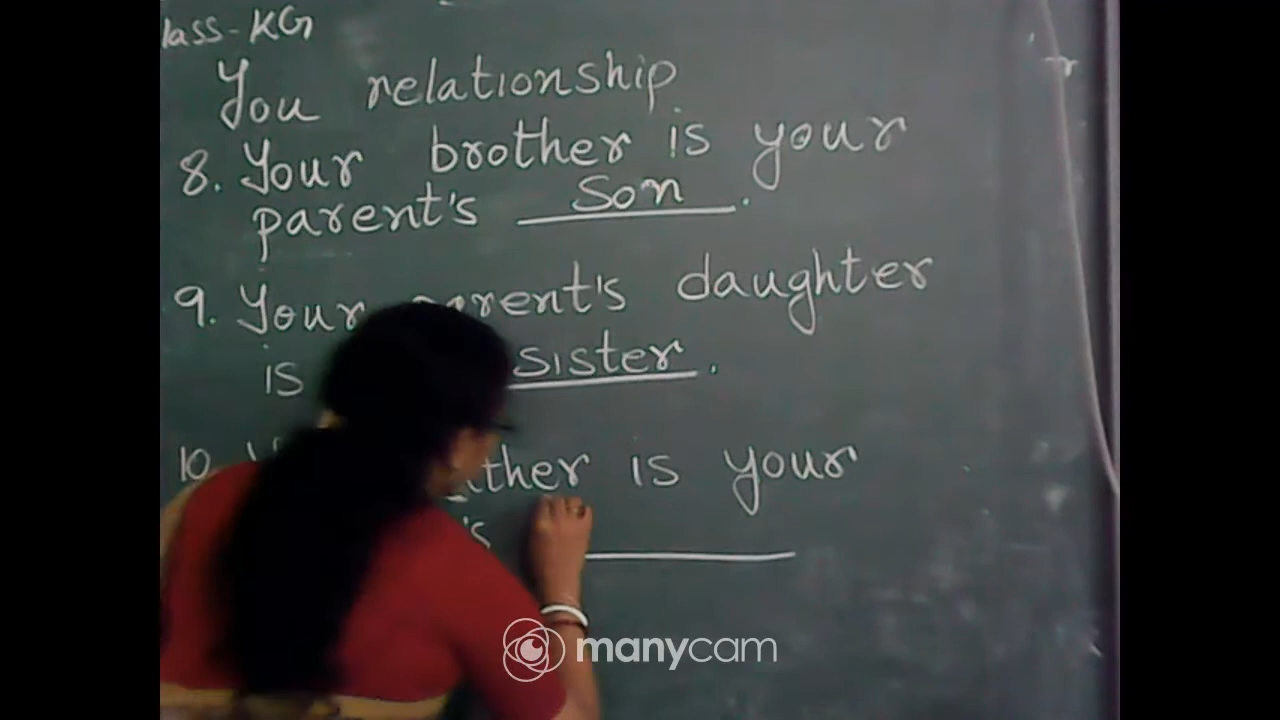 lass - KG
You relationship
8. Your brother is your
parent's Son.
9. Your parent's daughter
is sister.
10 ther is your
's
manycam